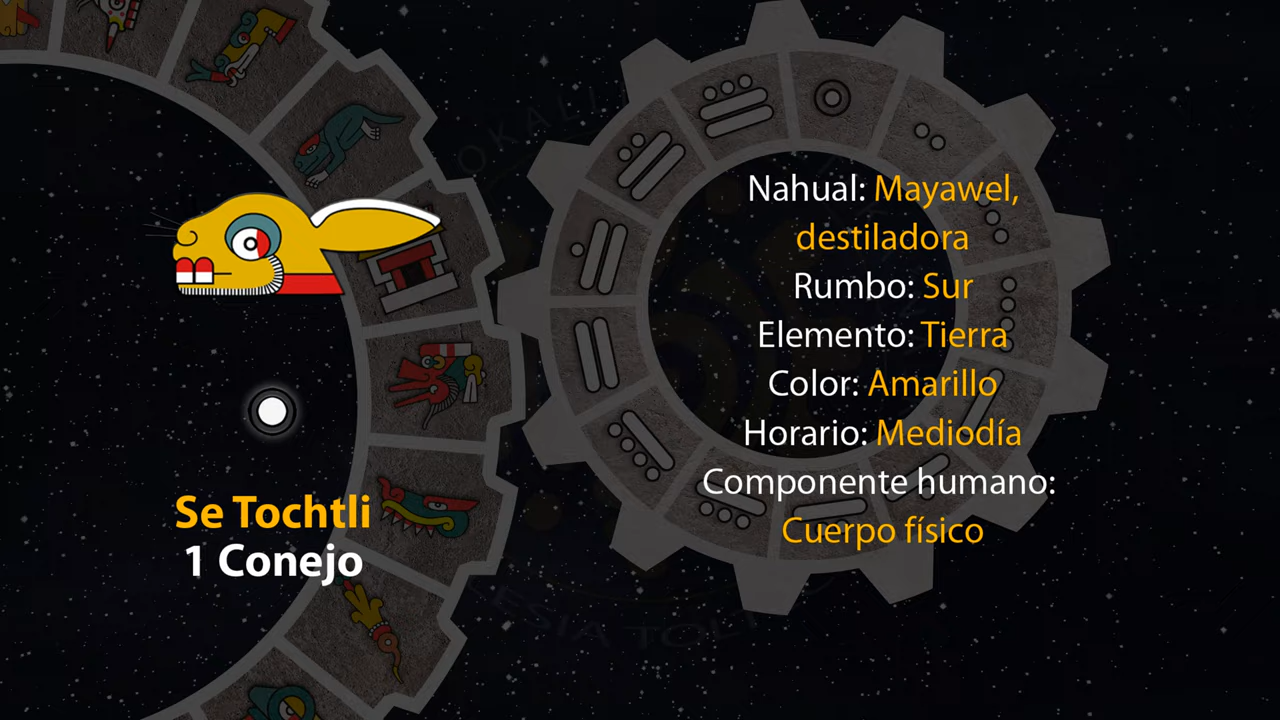 Se Tochtli
1 Conejo
Nahual: Mayawel,
destiladora
Rumbo: Sur
Elemento: Tierra
Color: Amarillo
Horario: Mediodía
Componente humano:
Cuerpo físico